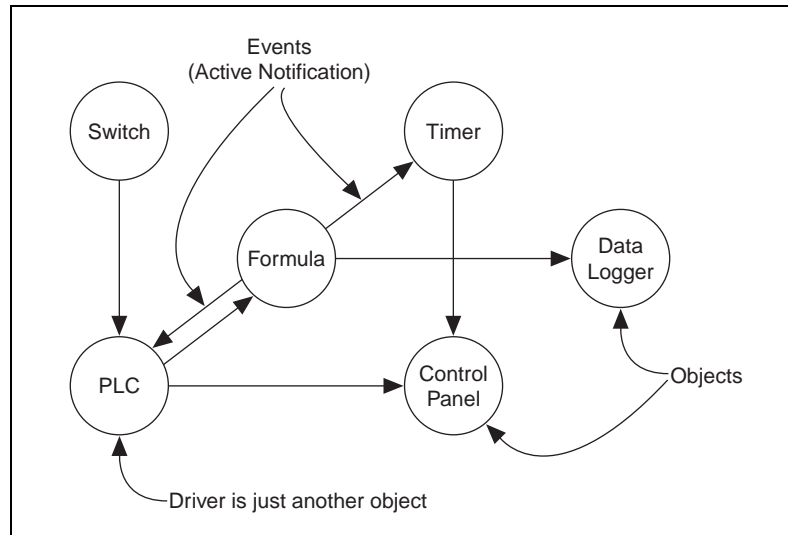 Events
(Active Notification)
Switch
Timer
Formula
Data
Logger
PLC
Control
Panel
Objects
Driver is just another object